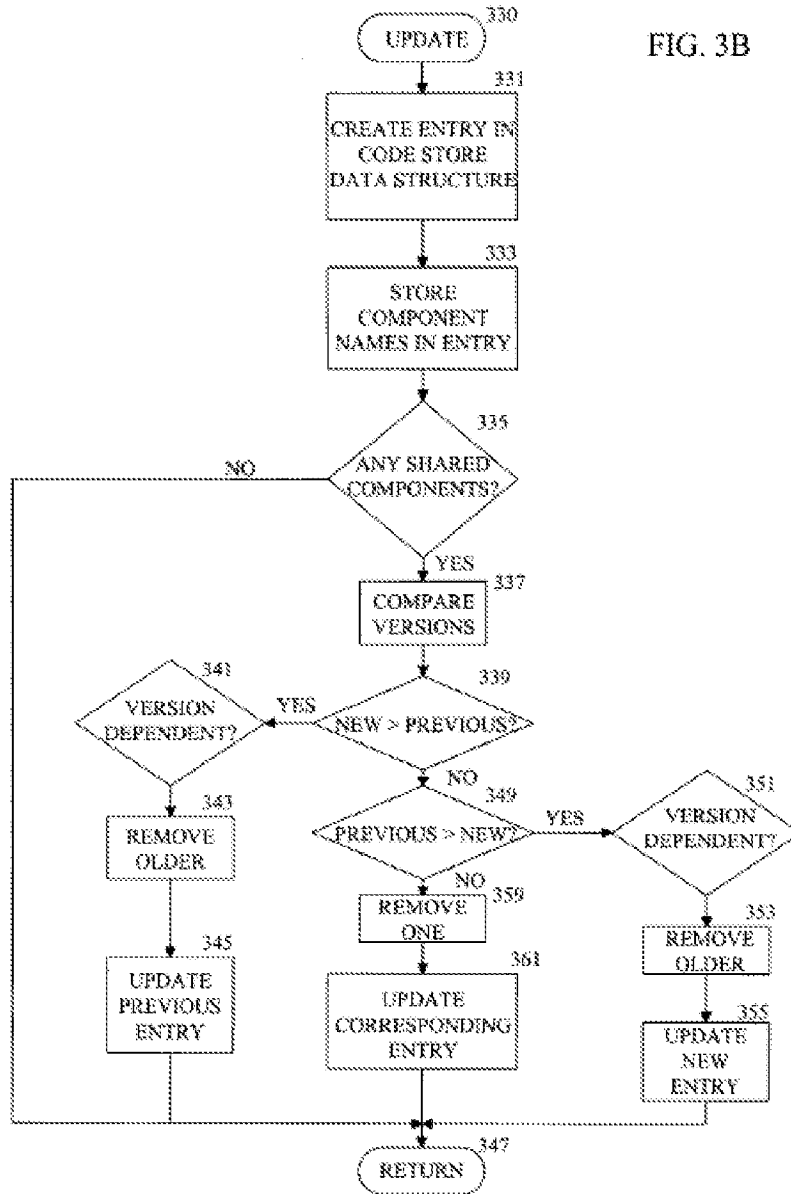 330
UPDATE
FIG. 3B
331
CREATE ENTRY IN
CODE STORE
DATA STRUCTURE
333
STORE
COMPONENT
NAMES IN ENTRY
335
NO
ANY SHARED
COMPONENTS?
YES
337
COMPARE
VERSIONS
341
VERSION
DEPENDENT?
YES
339
NEW > PREVIOUS?
NO
343
REMOVE
OLDER
349
PREVIOUS > NEW?
YES
351
VERSION
DEPENDENT?
NO
359
REMOVE
ONE
353
REMOVE
OLDER
345
UPDATE
PREVIOUS
ENTRY
361
UPDATE
CORRESPONDING
ENTRY
355
UPDATE
NEW
ENTRY
347
RETURN